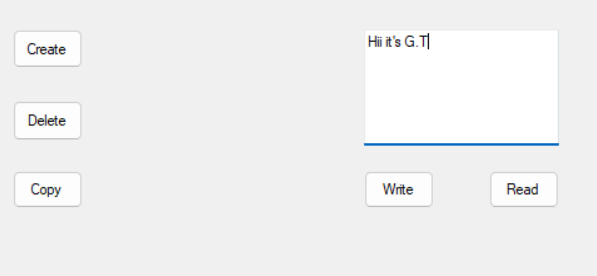 Create
Hii it's G.T
Delete
Copy
Write
Read